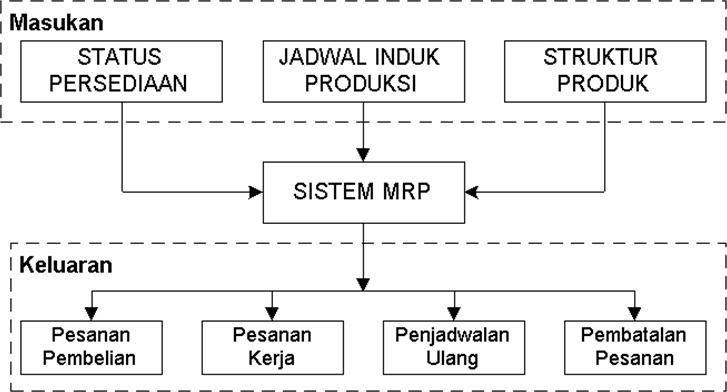 Masukan
STATUS
PERSEDIAAN
JADWAL INDUK
PRODUKSI
STRUKTUR
PRODUK
SISTEM MRP
Keluaran
Pesanan
Pembelian
Pesanan
Kerja
Penjadwalan
Ulang
Pembatalan
Pesanan